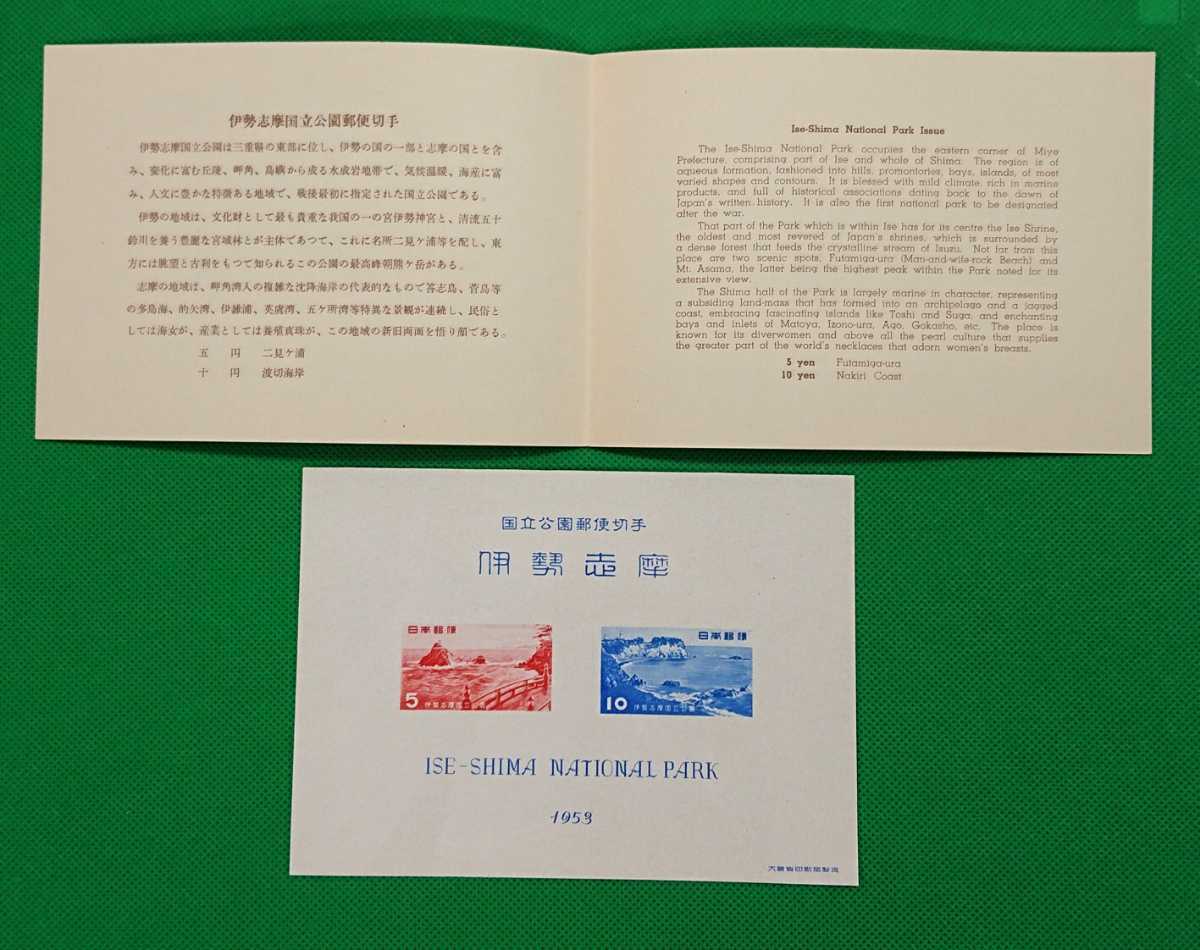 伊勢志摩国立公園郵便切手
伊勢志摩国立公園は三重縣の東部に位し、伊勢の国の一部と志摩の国とを含
み、変化に富む丘陵、岬角、島嶼から成る水成岩地帯で、気候温暖、海産に富
み、人文に豊かな特徴ある地域で、戦後最初に指定された国立公園である。
伊勢の地域は、文化財として最も貴重な我国の一の宮伊勢神宮と、清流五十
鈴川を養う豊麗な宮域林とが主体であつて、これに名所二見ケ浦等を配し、東
方には眺望と古刹をもつて知られるこの公園の最高峰朝熊ケ岳がある。
志摩の地域は、岬角湾入の複雑な沈降海岸の代表的なもので答志島、菅島等
の多島海、的矢湾、伊雑浦、英虞湾、五ケ所湾等特異な景観が連続し、民俗と
しては海女が、産業としては養殖真珠が、この地域の新旧両面を悟り顔である。
五 円 二見ケ浦
十 円 波切海岸
Ise-Shima National Park Issue
The Ise-Shima National Park occupies the eastern corner of Miye
Prefecture, comprising part of Ise and whole of Shima. The region is of
aqueous formation, fashioned into hills, promontories, bays, islands, of most
varied shapes and contours. It is blessed with mild climate, rich in marine
products, and full of historical associations dating back to the dawn of
Japan's written history. It is also the first national park to be designated
after the war.
That part of the Park which is within Ise has for its centre the Ise Shrine,
the oldest and most revered of Japan's shrines, which is surrounded by
a dense forest that feeds the crystalline stream of Isuzu. Not far from this
place are two scenic spots, Futamiga-ura (Man-and-wife-rock Beach) and
Mt. Asama, the latter being the highest peak within the Park noted for its
extensive view.
The Shima half of the Park is largely marine in character, representing
a subsiding land-mass that has formed into an archipelago and a jagged
coast, embracing fascinating islands like Toshi and Suga, and enchanting
bays and inlets of Matoya, Izono-ura, Ago, Gokasho, etc. The place is
known for its diverwomen and above all the pearl culture that supplies
the greater part of the world's necklaces that adorn women's breasts.
5 yen Futamiga-ura
10 yen Nakiri Coast
国立公園郵便切手
伊勢志摩
日本郵便
5 伊勢志摩国立公園
日本郵便
10 伊勢志摩国立公園
ISE-SHIMA NATIONAL PARK
1953
大蔵省印刷局製造